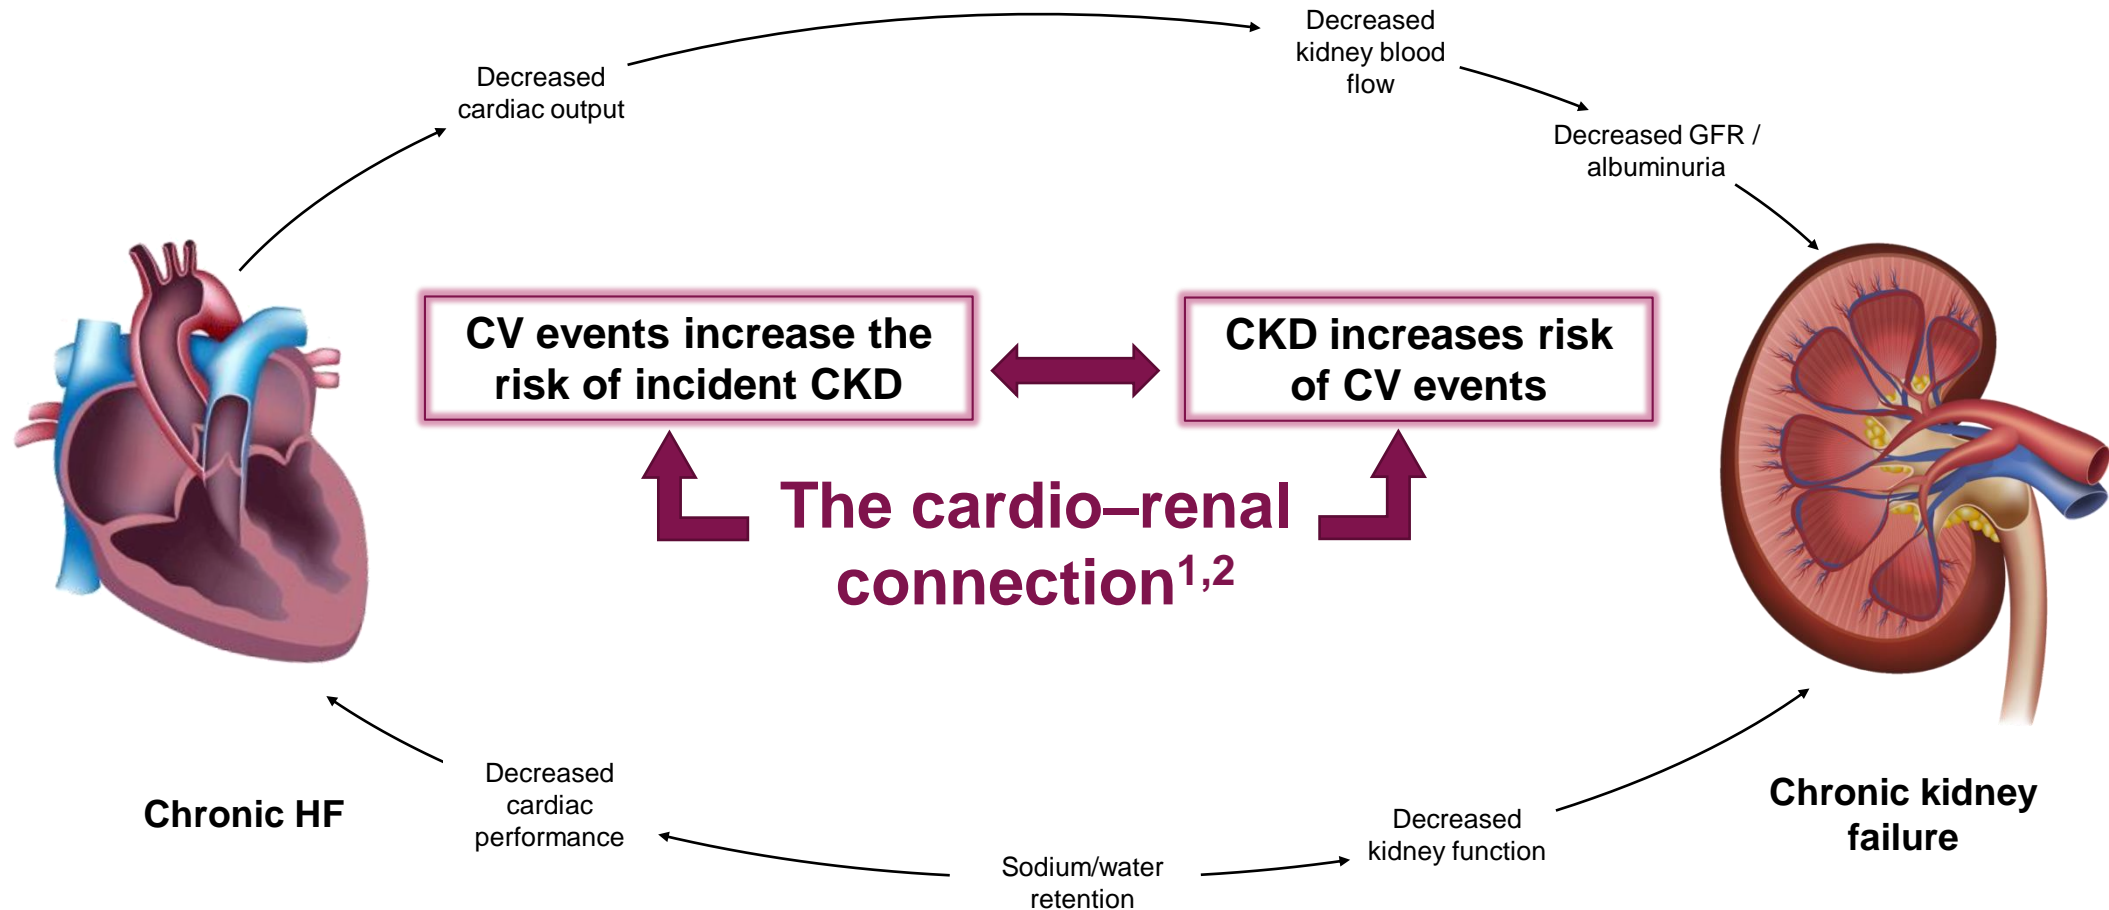 Decreased
kidney blood
flow
Decreased
cardiac output
Decreased GFR /
albuminuria
CV events increase the
risk of incident CKD
CKD increases risk
of CV events
The cardio–renal
connection1,2
Chronic HF
Decreased
cardiac
performance
Sodium/water
retention
Decreased
kidney function
Chronic kidney
failure